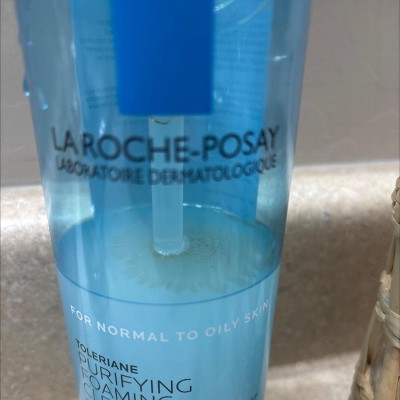 LA ROCHE-POSAY
LABORATOIRE DERMATOLOGIQUE
FOR NORMAL TO OILY SKIN
TOLERIANE
PURIFYING
FOAMING